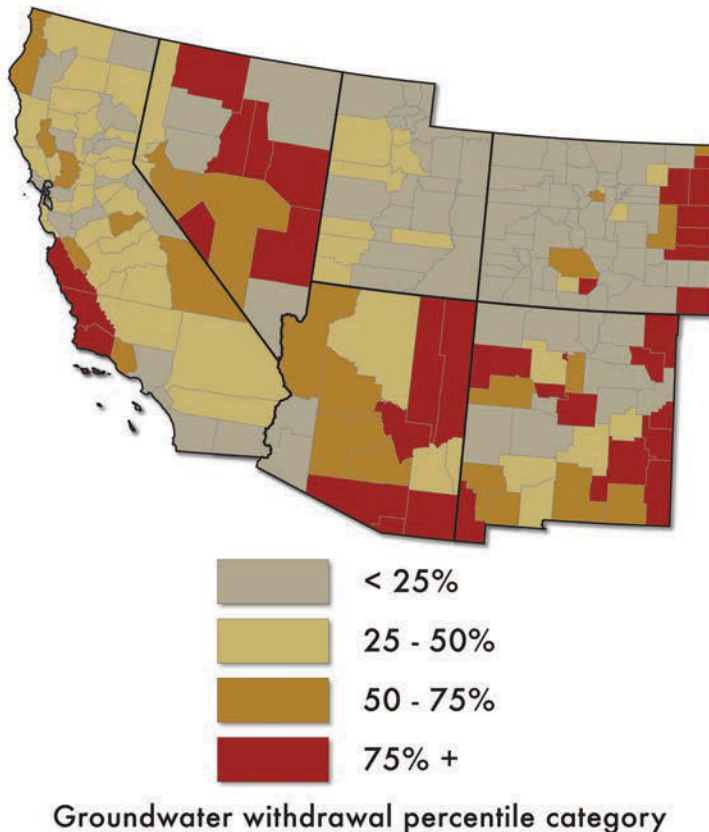 < 25%
25 - 50%
50 - 75%
75% +
Groundwater withdrawal percentile category